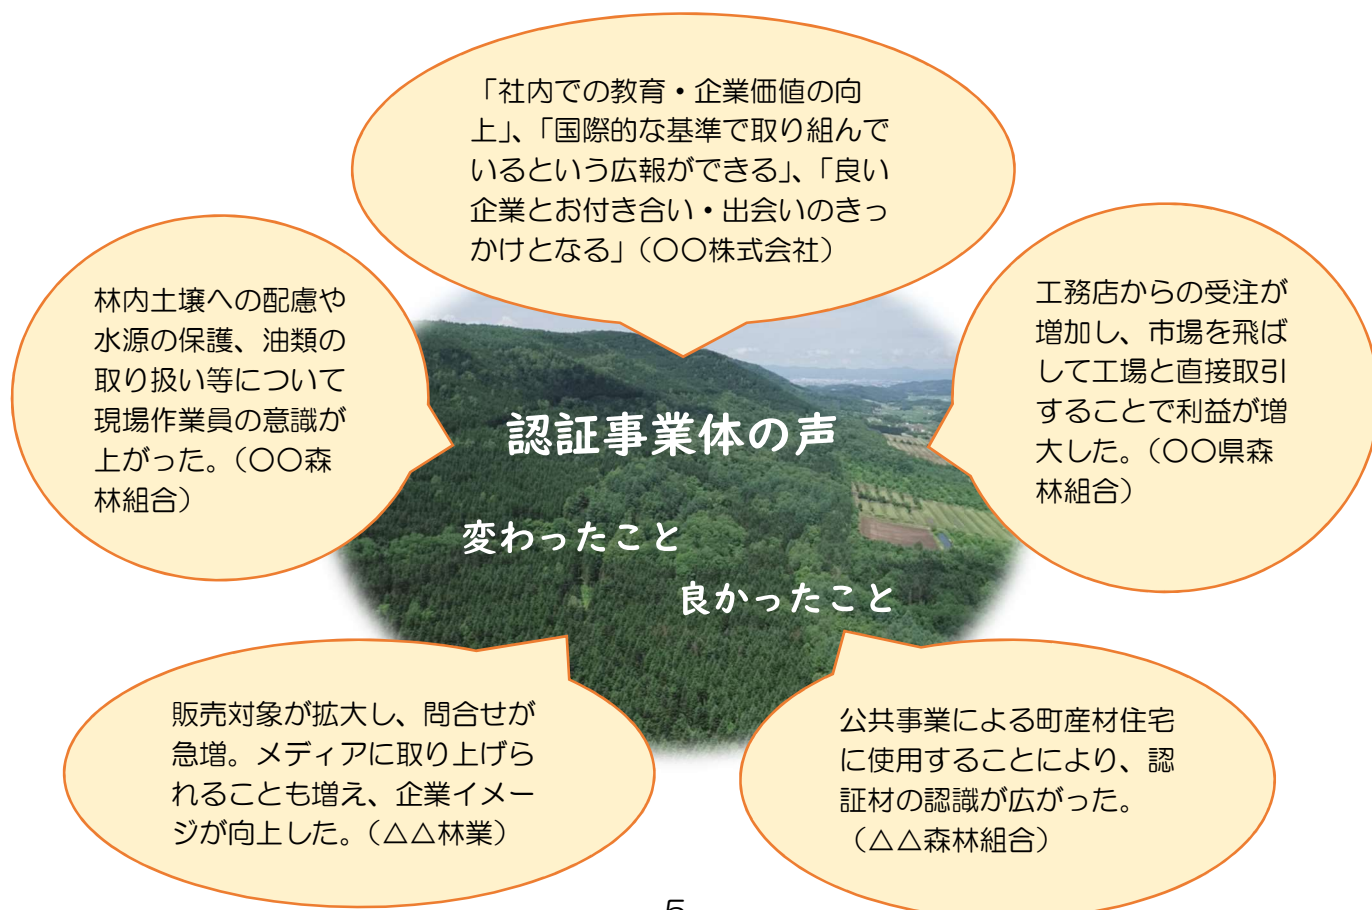 「社内での教育・企業価値の向
上」、「国際的な基準で取り組んで
いるという広報ができる」、「良い
企業とお付き合い・出会いのきっ
かけとなる」（〇〇株式会社）
林内土壌への配慮や
水源の保護、油類の
取り扱い等について
現場作業員の意識が
上がった。（〇〇森
林組合）
工務店からの受注が
増加し、市場を飛ば
して工場と直接取引
することで利益が増
大した。（〇〇県森
林組合）
認証事業体の声
変わったこと
良かったこと
販売対象が拡大し、問合せが
急増。メディアに取り上げら
れることも増え、企業イメー
ジが向上した。（△△林業）
公共事業による町産材住宅
に使用することにより、認
証材の認識が広がった。
（△△森林組合）
5